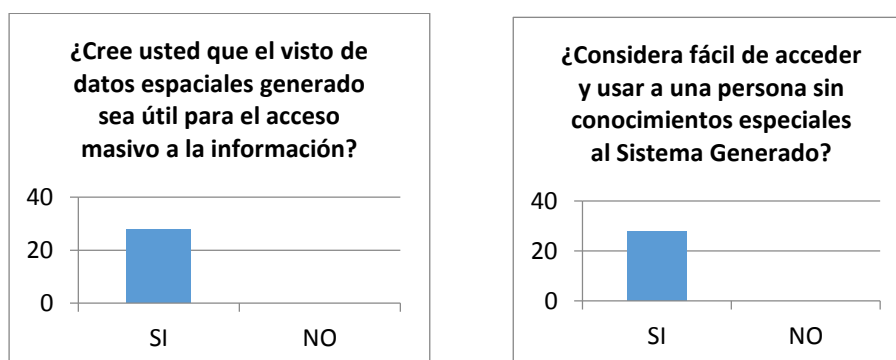 ¿Cree usted que el visto de
datos espaciales generado
sea útil para el acceso
masivo a la información?
40
20
0
SI NO
¿Considera fácil de acceder
y usar a una persona sin
conocimientos especiales
al Sistema Generado?
40
20
0
SI NO